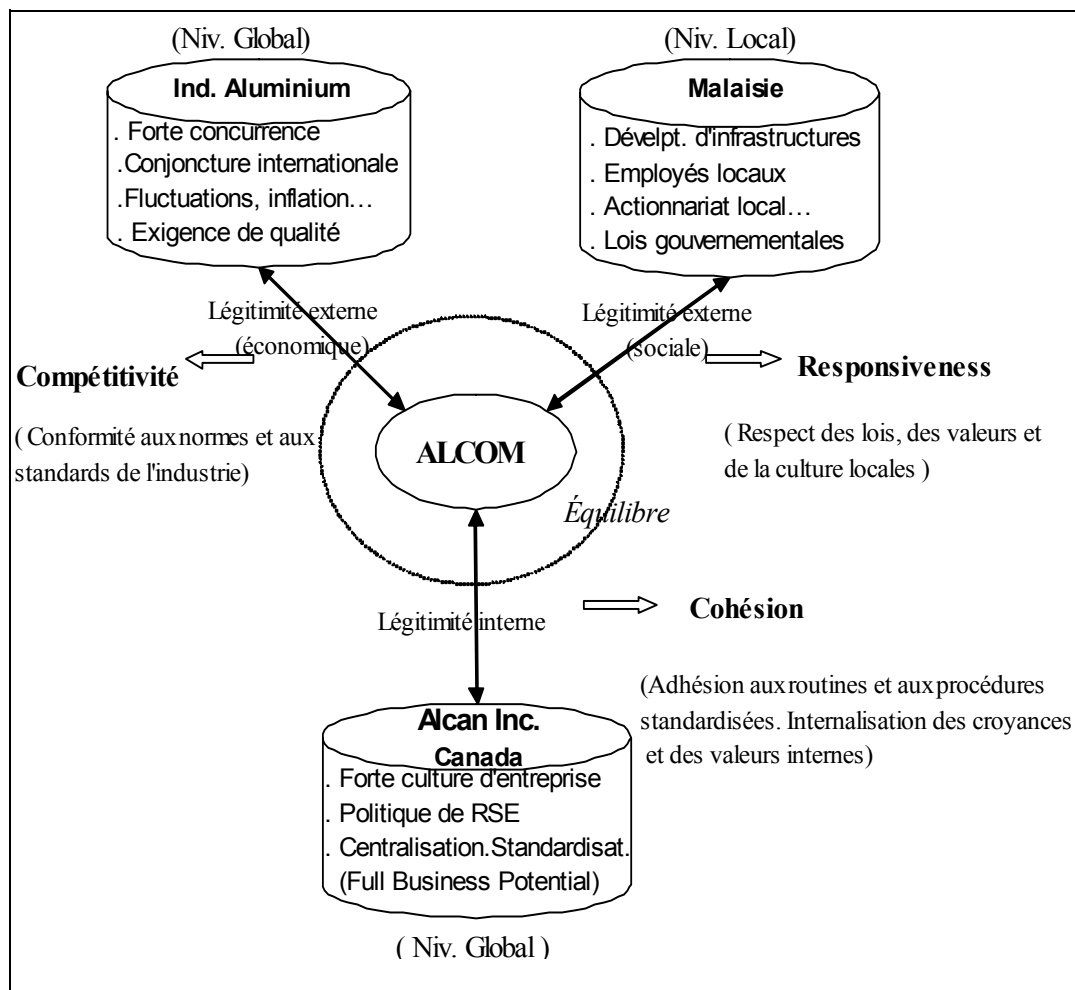 (Niv. Global)
Ind. Aluminium
. Forte concurrence
.Conjoncture internationale
.Fluctuations, inflation…
. Exigence de qualité
(Niv. Local)
Malaisie
. Dévelpt. d'infrastructures
. Employés locaux
. Actionnariat local…
. Lois gouvernementales
Légitimité externe
(économique)
Légitimité externe
(sociale)
Compétitivité
( Conformité aux normes et aux
standards de l'industrie)
Responsiveness
( Respect des lois, des valeurs et
de la culture locales )
ALCOM
Équilibre
Légitimité interne
Cohésion
(Adhésion aux routines et aux procédures
standardisées. Internalisation des croyances
et des valeurs internes)
Alcan Inc.
Canada
. Forte culture d'entreprise
. Politique de RSE
. Centralisation.Standardisat.
(Full Business Potential)
( Niv. Global )